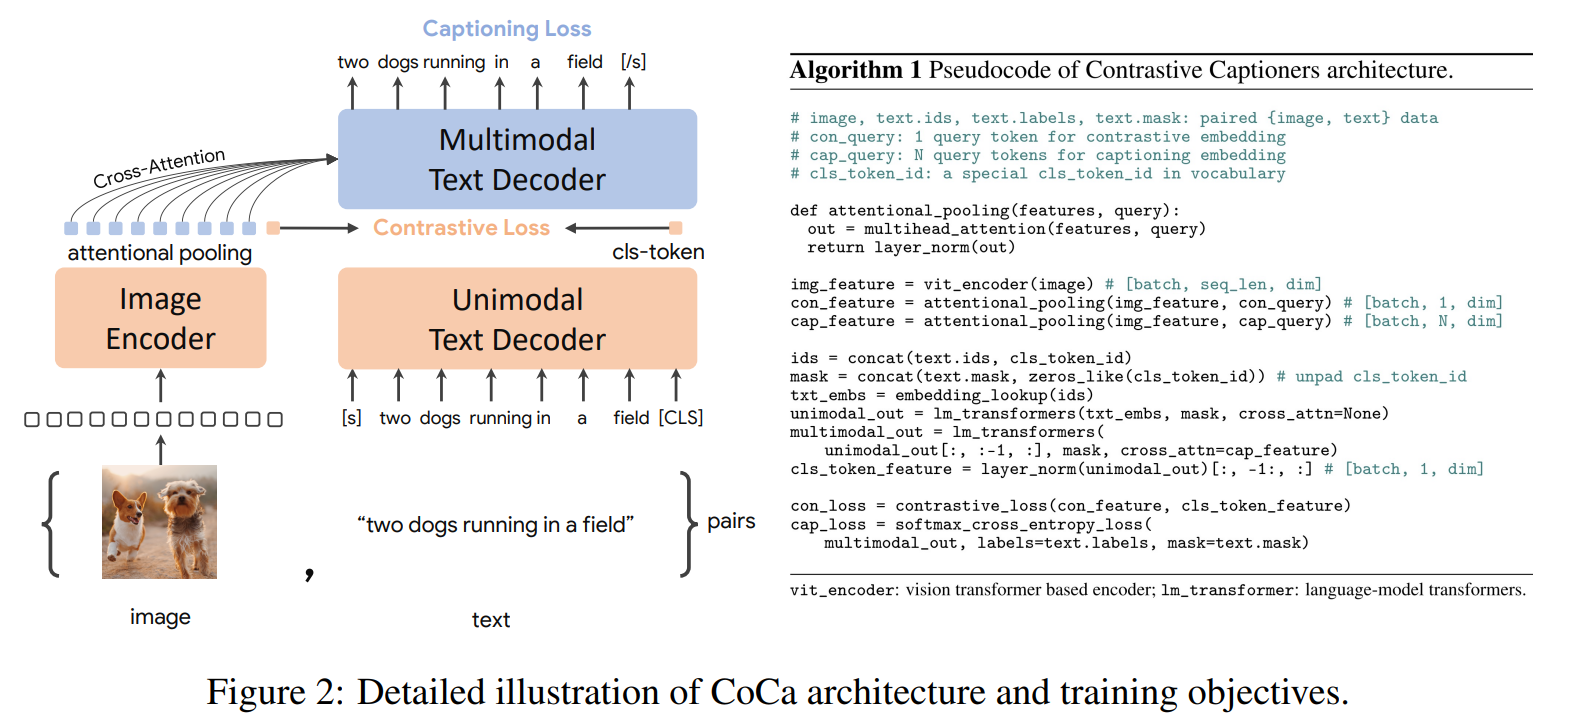 Captioning Loss
two dogs running in a field [/s]
Multimodal
Text Decoder
Cross-Attention
Contrastive Loss
attentional pooling
cls-token
Image
Encoder
Unimodal
Text Decoder
[s] two dogs running in a field [CLS]
“two dogs running in a field”
pairs
,
image
text
Algorithm 1 Pseudocode of Contrastive Captioners architecture.
# image, text.ids, text.labels, text.mask: paired {image, text} data
# con_query: 1 query token for contrastive embedding
# cap_query: N query tokens for captioning embedding
# cls_token_id: a special cls_token_id in vocabulary
def attentional_pooling(features, query):
  out = multihead_attention(features, query)
  return layer_norm(out)
img_feature = vit_encoder(image) # [batch, seq_len, dim]
con_feature = attentional_pooling(img_feature, con_query) # [batch, 1, dim]
cap_feature = attentional_pooling(img_feature, cap_query) # [batch, N, dim]
ids = concat(text.ids, cls_token_id)
mask = concat(text.mask, zeros_like(cls_token_id)) # unpad cls_token_id
txt_embs = embedding_lookup(ids)
unimodal_out = lm_transformers(txt_embs, mask, cross_attn=None)
multimodal_out = lm_transformers(
    unimodal_out[:, :-1, :], mask, cross_attn=cap_feature)
cls_token_feature = layer_norm(unimodal_out)[:, -1:, :] # [batch, 1, dim]
con_loss = contrastive_loss(con_feature, cls_token_feature)
cap_loss = softmax_cross_entropy_loss(
    multimodal_out, labels=text.labels, mask=text.mask)
vit_encoder: vision transformer based encoder; lm_transformer: language-model transformers.
Figure 2: Detailed illustration of CoCa architecture and training objectives.